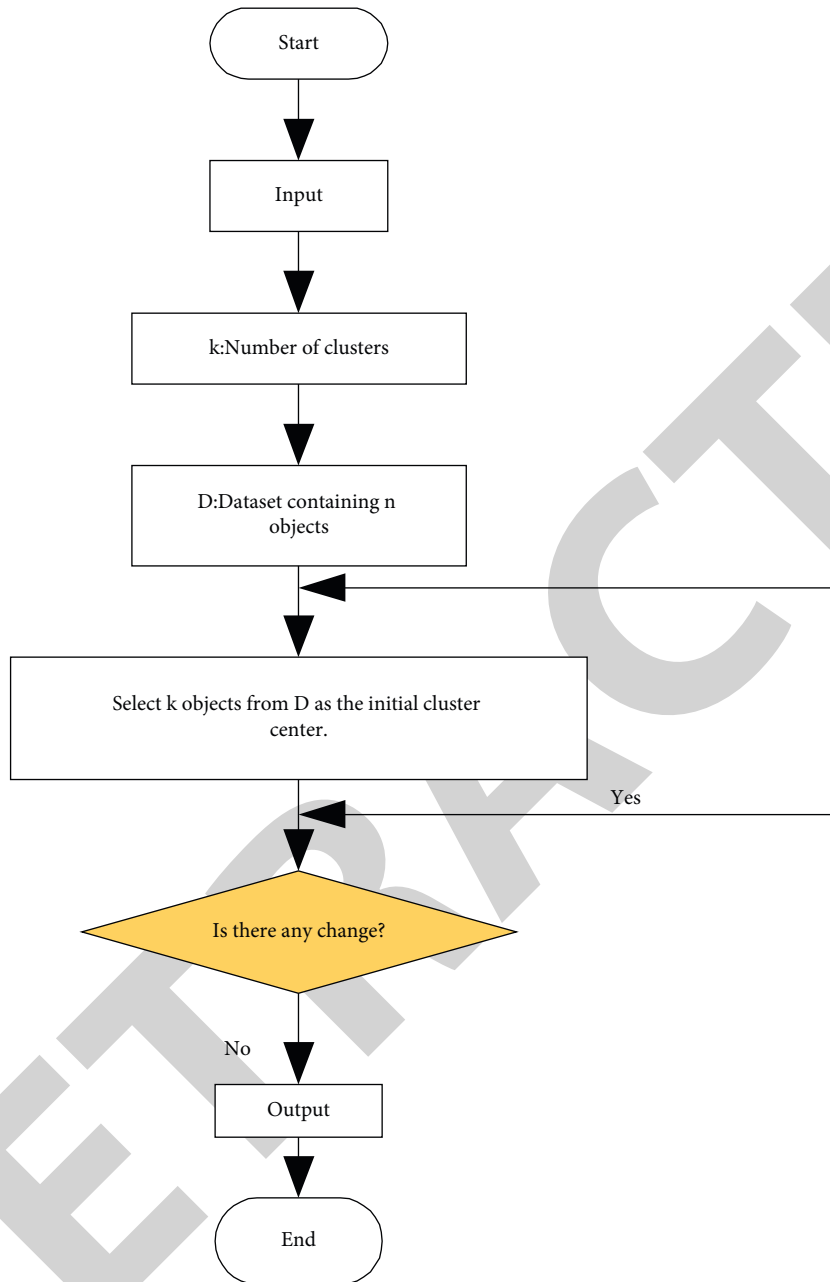 Start
Input
k:Number of clusters
D:Dataset containing n
objects
Select k objects from D as the initial cluster
center.
Yes
Is there any change?
No
Output
End
ETRACT